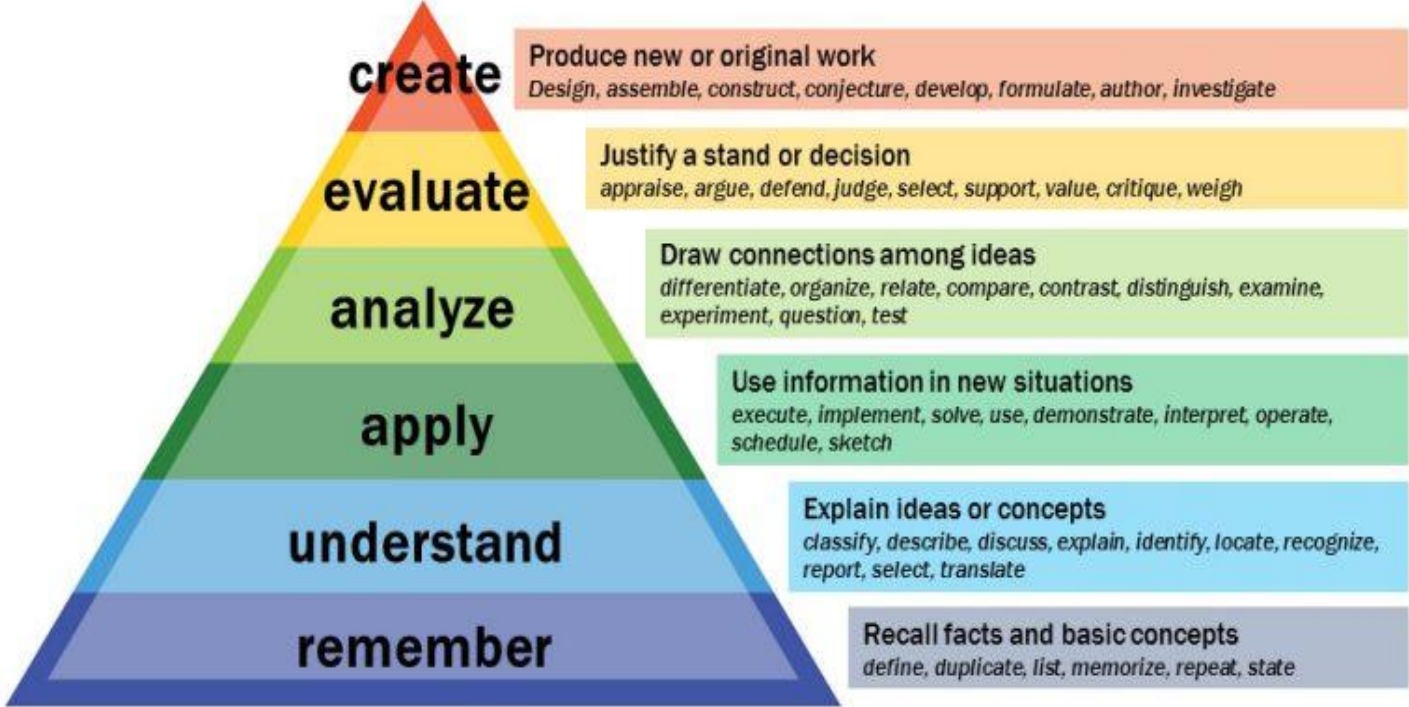 create
Produce new or original work
Design, assemble, construct, conjecture, develop, formulate, author, investigate
evaluate
Justify a stand or decision
appraise, argue, defend, judge, select, support, value, critique, weigh
analyze
Draw connections among ideas
differentiate, organize, relate, compare, contrast, distinguish, examine,
experiment, question, test
apply
Use information in new situations
execute, implement, solve, use, demonstrate, interpret, operate,
schedule, sketch
understand
Explain ideas or concepts
classify, describe, discuss, explain, identify, locate, recognize,
report, select, translate
remember
Recall facts and basic concepts
define, duplicate, list, memorize, repeat, state